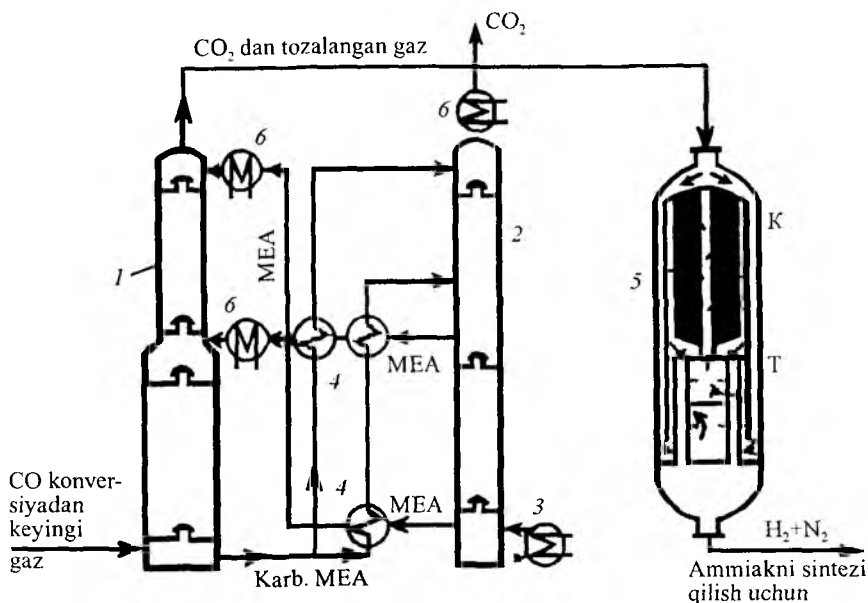 CO₂
CO₂ dan tozalangan gaz
6
6
К
2
MEA
1
5
6
MEA
4
Т
CO konver-
siyadan
keyingi
gaz
4
MEA
3
Karb. MEA
H₂+N₂
Ammiakni sintezi
qilish uchun